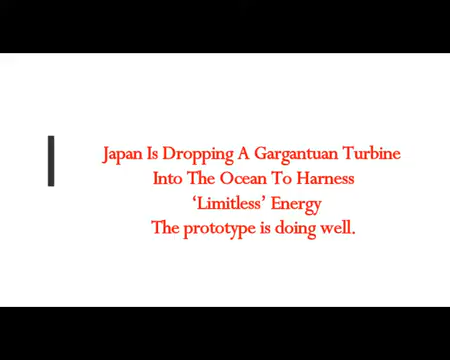 Japan Is Dropping A Gargantuan Turbine
Into The Ocean To Harness
‘Limitless’ Energy
The prototype is doing well.